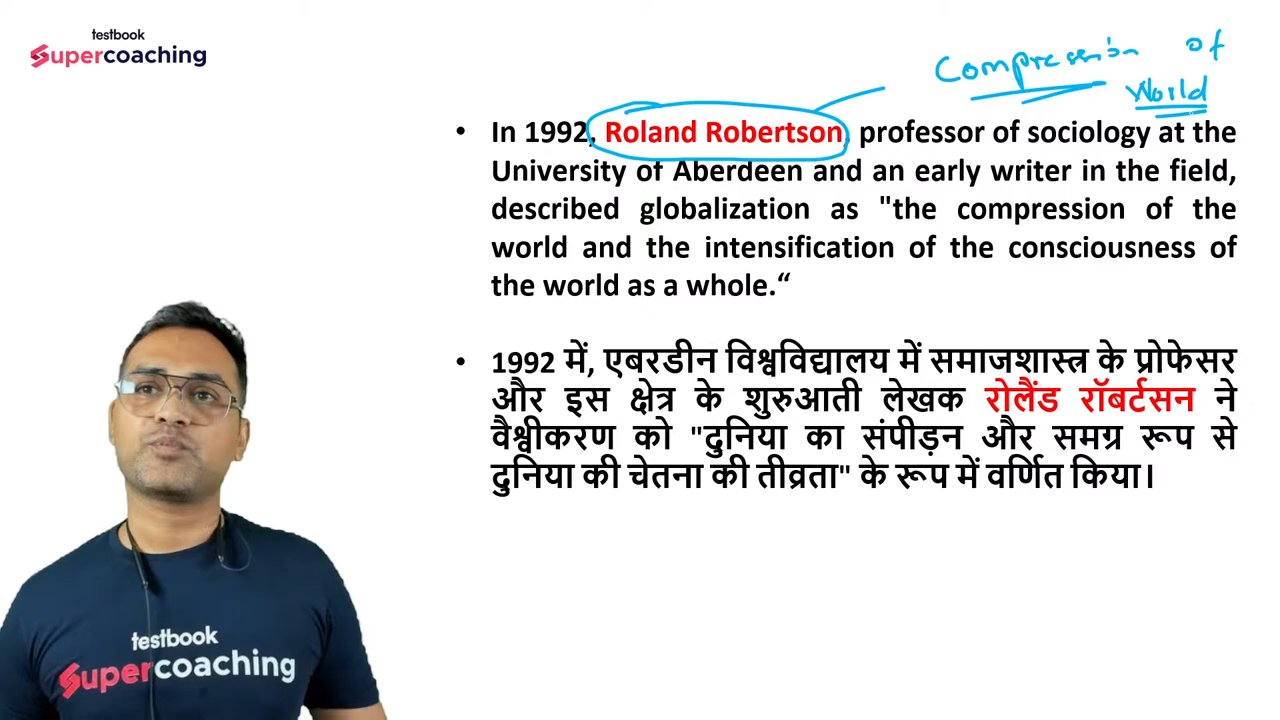 testbook
Supercoaching
Compression of
World
• In 1992, Roland Robertson, professor of sociology at the
University of Aberdeen and an early writer in the field,
described globalization as "the compression of the
world and the intensification of the consciousness of
the world as a whole.“
• 1992 में, एबरडीन विश्वविद्यालय में समाजशास्त्र के प्रोफेसर
और इस क्षेत्र के शुरुआती लेखक रोलैंड रॉबर्टसन ने
वैश्वीकरण को "दुनिया का संपीड़न और समग्र रूप से
दुनिया की चेतना की तीव्रता" के रूप में वर्णित किया।
testbook
Supercoaching